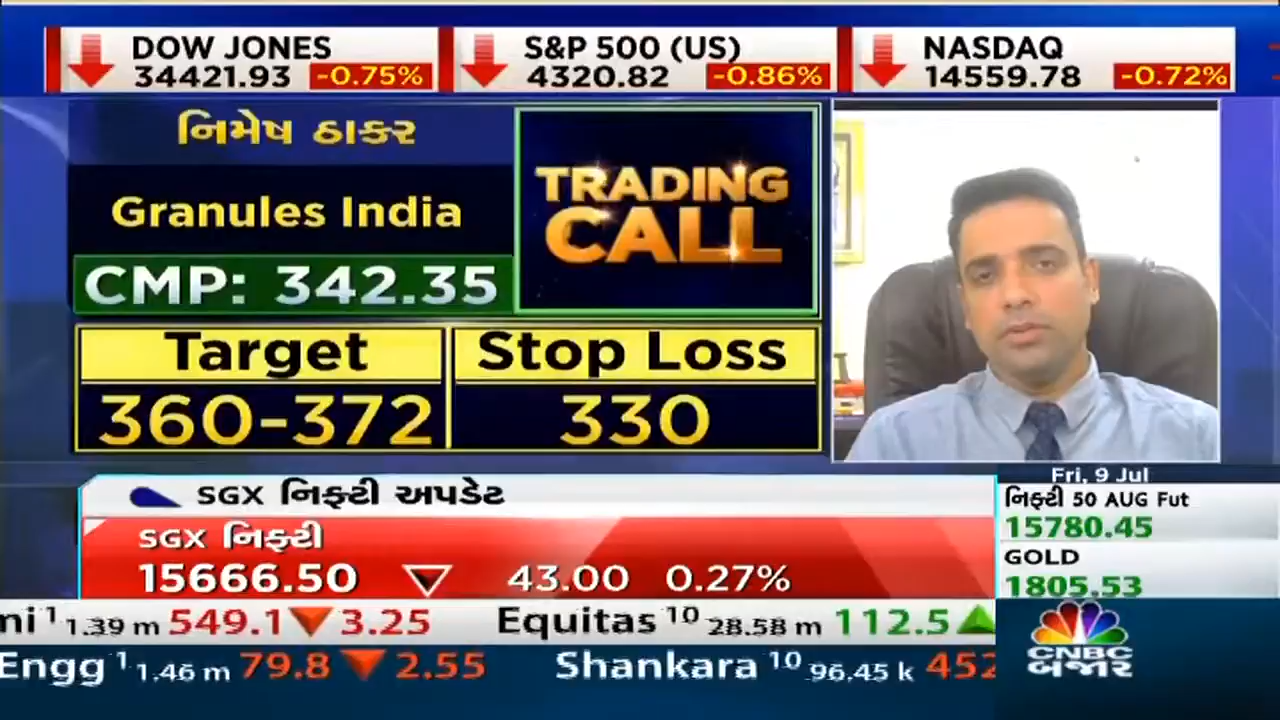 DOW JONES
34421.93 -0.75%
S&P 500 (US)
4320.82 -0.86%
NASDAQ
14559.78 -0.72%
નિમેષ ઠાકર
Granules India
CMP: 342.35
TRADING
CALL
Target
360-372
Stop Loss
330
SGX નિફ્ટી અપડેટ
SGX નિફ્ટી
15666.50 43.00 0.27%
Fri, 9 Jul
નિફ્ટી 50 AUG Fut
15780.45
GOLD
1805.53
mi 1 1.39 m 549.1 3.25 Equitas 10 28.58 m 112.5
Engg 1 1.46 m 79.8 2.55 Shankara 10 96.45 k 452
CNBC
બજાર